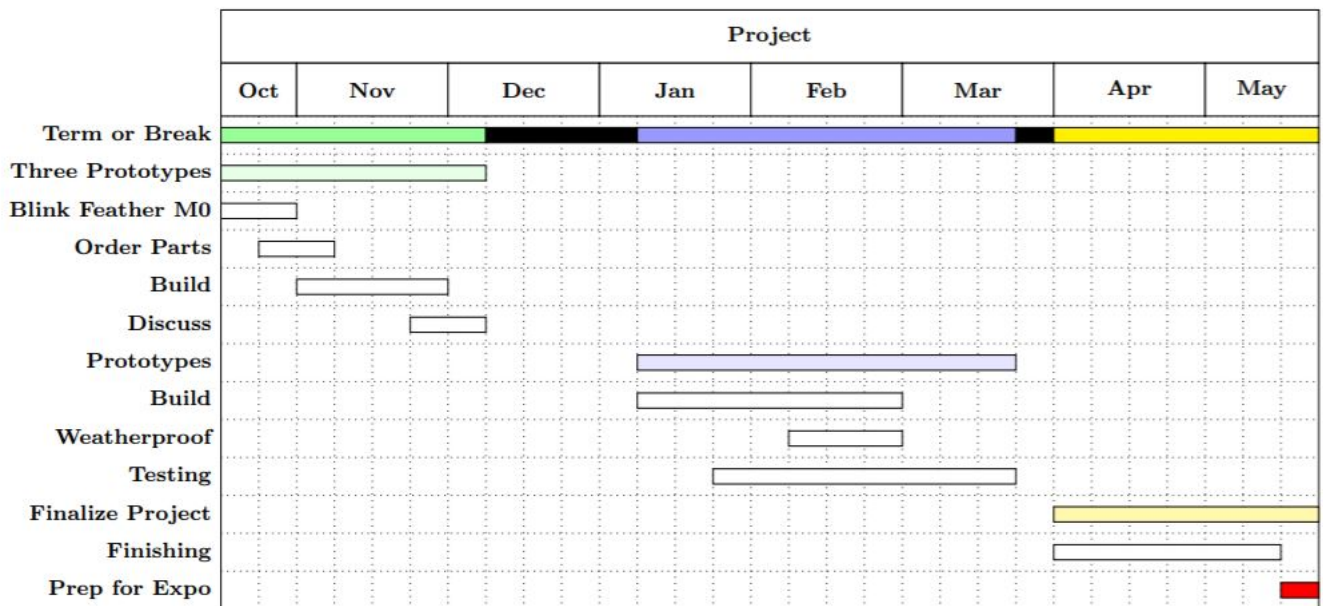 Project
Oct Nov Dec Jan Feb Mar Apr May
Term or Break
Three Prototypes
Blink Feather M0
Order Parts
Build
Discuss
Prototypes
Build
Weatherproof
Testing
Finalize Project
Finishing
Prep for Expo